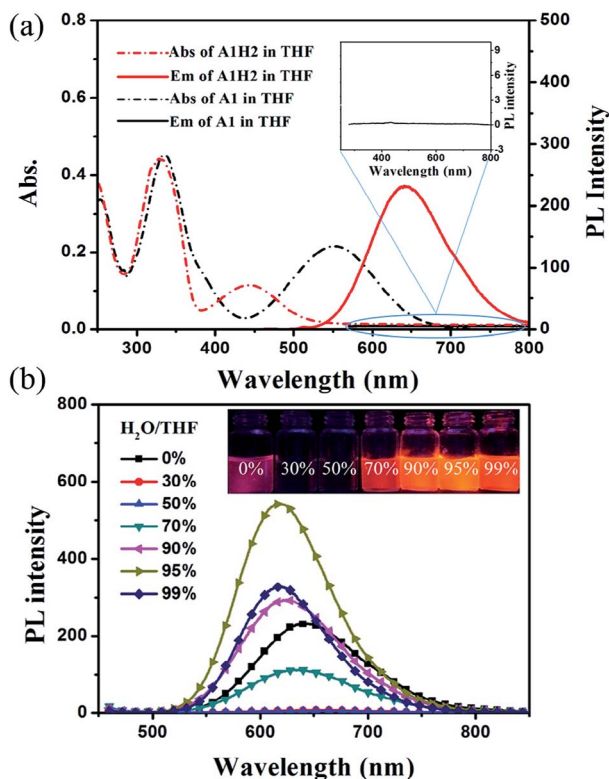 (a)
Abs of A1H2 in THF
Em of A1H2 in THF
Abs of A1 in THF
Em of A1 in THF
0.8
0.6
0.4
0.2
0.0
Abs.
500
400
300
200
100
0
PL Intensity
9
6
3
0
-3
PL intensity
400 600 800
Wavelength (nm)
300 400 500 600 700 800
Wavelength (nm)
(b)
H₂O/THF
0%
30%
50%
70%
90%
95%
99%
0% 30% 50% 70% 90% 95% 99%
800
600
400
200
0
PL intensity
500 600 700 800
Wavelength (nm)